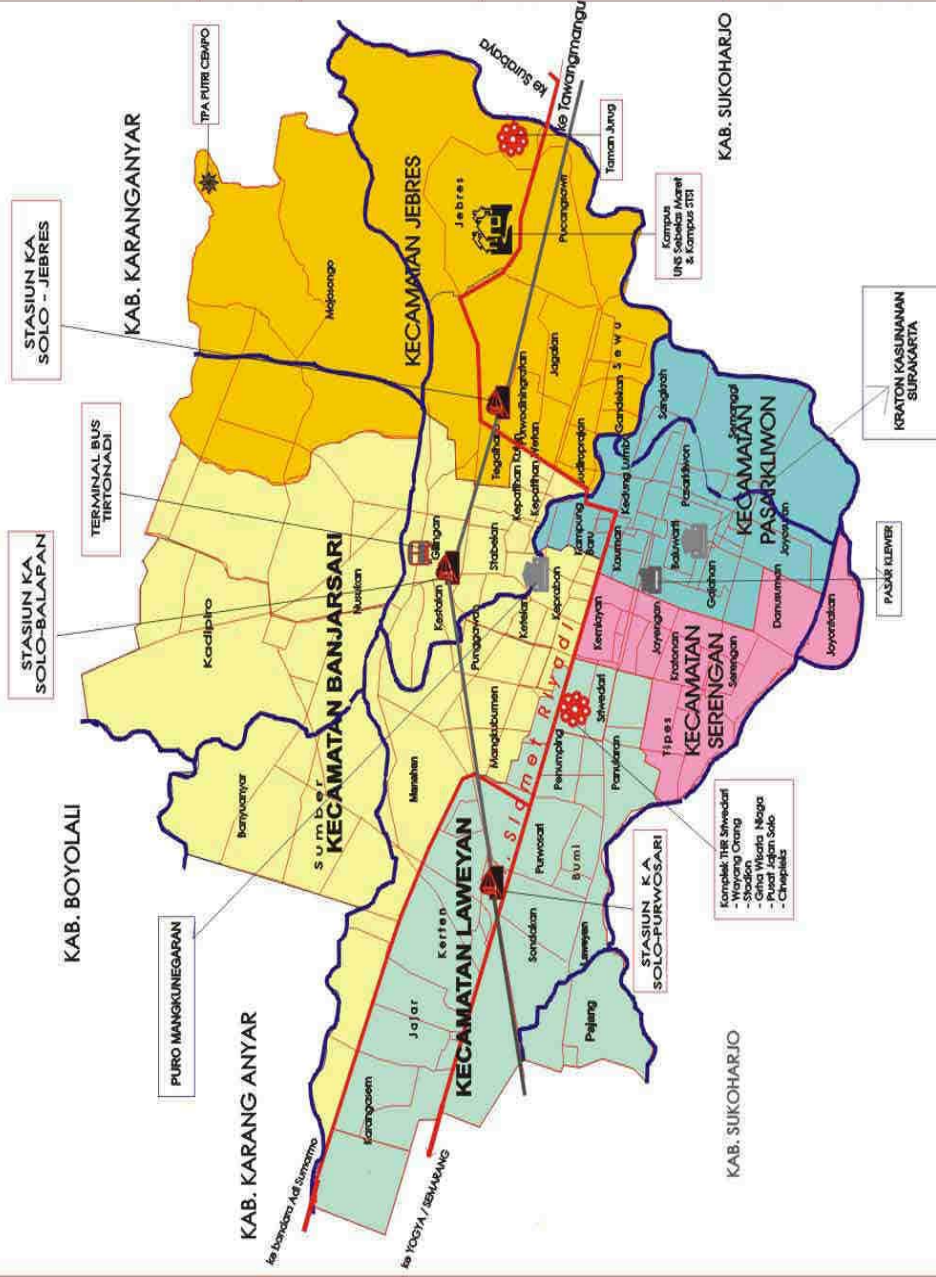 KAB. BOYOLALI
STASIUN KA
SOLO-BALAPAN
TERMINAL BUS
TIRTONADI
STASIUN KA
SOLO - JEBRES
KAB. KARANGANYAR
TPA PUTRI CEMPO
PURO MANGKUNEGARAN
KAB. KARANG ANYAR
ke bandara Adi Sumarmo
ke YOGYA / SEMARANG
KECAMATAN BANJARSARI
Kadipiro
Nusukan
Banyuanyar
Sumber
Manahan
Mangkubumen
Punggawan
Kestalan
Gilingan
Stabelan
Ketelan
Keprabon
KECAMATAN JEBRES
Mojosongo
Jebres
Pucangsawit
Jagalan
Gandekan
Sewu
Tegalharjo
Purwodiningratan
Kepatihan Kulon
Kepatihan Wetan
Sudiroprajan
ke Surabaya
ke Tawangmangu
Taman Jurug
Kampus
UNS Sebelas Maret
& Kampus STSI
KAB. SUKOHARJO
KECAMATAN LAWEYAN
Karangasem
Jajar
Kerten
Sondakan
Laweyan
Pajang
Purwosari
Bumi
Penumping
Panularan
Sriwedari
Jl. Slamet Riyadi
KECAMATAN
SERENGAN
Tipes
Kemlayan
Jayengan
Kratonan
Serengan
Danusuman
Joyontakan
KECAMATAN
PASARKLIWON
Kampung
Baru
Kauman
Kedung Lumbu
Sangkrah
Baluwarti
Gajahan
Pasarkliwon
Semanggi
Joyosuran
KRATON KASUNANAN
SURAKARTA
PASAR KLEWER
Komplek THR Sriwedari
- Wayang Orang
- Stadion
- Grha Wisata Niaga
- Pusat Jajan Solo
- Cinepleks
STASIUN KA
SOLO-PURWOSARI
KAB. SUKOHARJO